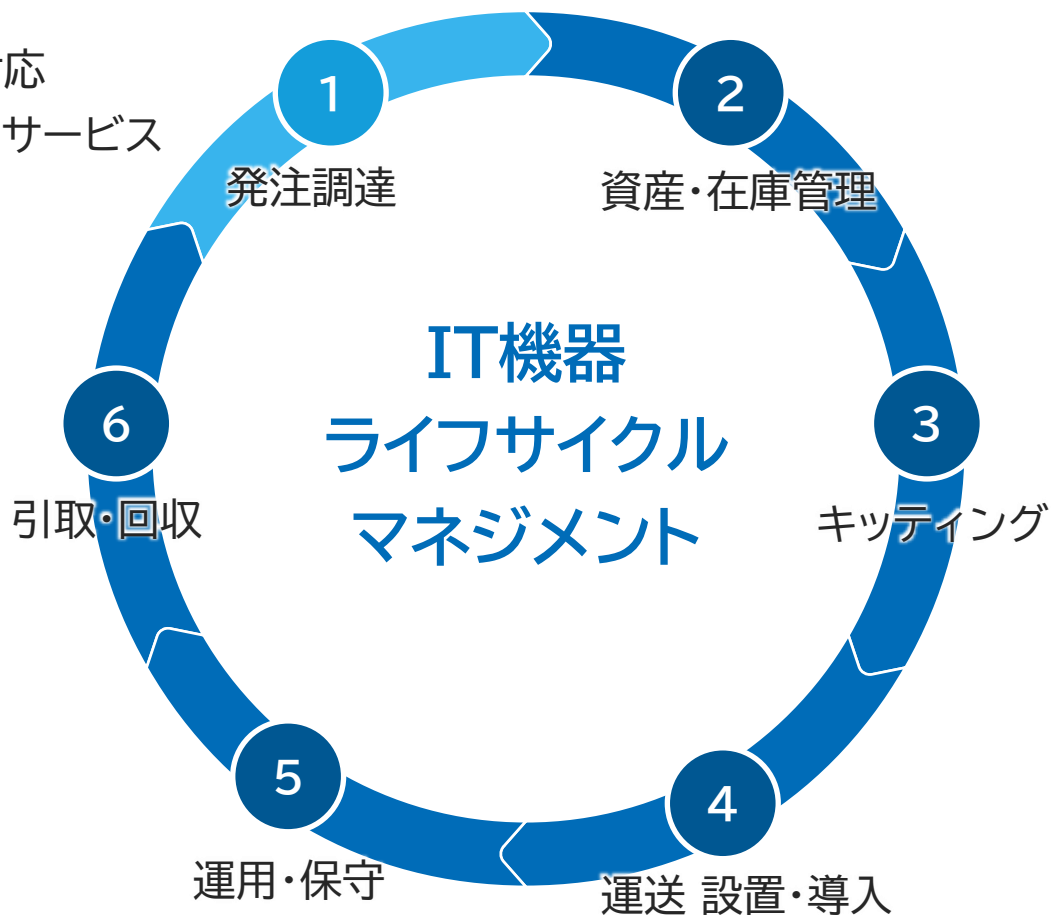 応
サービス
1
発注調達
2
資産・在庫管理
3
キッティング
4
運送 設置・導入
5
運用・保守
6
引取・回収
IT機器
ライフサイクル
マネジメント